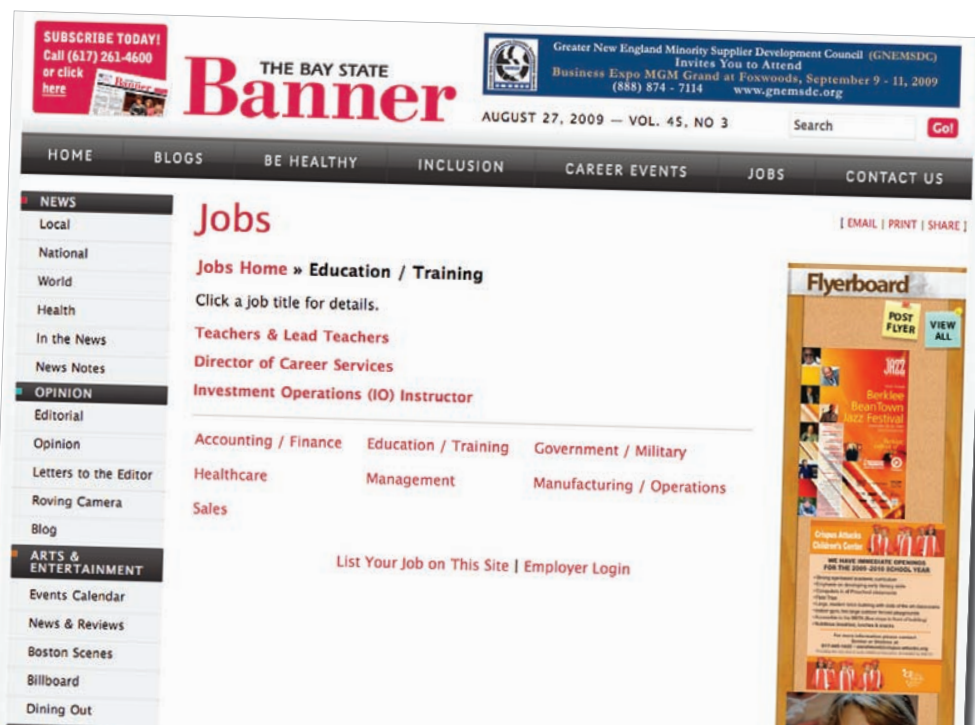 SUBSCRIBE TODAY!
Call (617) 261-4600
or click
here
THE BAY STATE
Banner
Greater New England Minority Supplier Development Council (GNEMSDC)
Invites You to Attend
Business Expo MGM Grand at Foxwoods, September 9 - 11, 2009
(888) 874 - 7114 www.gnemsdc.org
AUGUST 27, 2009 — VOL. 45, NO 3
Search
Go!
HOME BLOGS BE HEALTHY INCLUSION CAREER EVENTS JOBS CONTACT US
NEWS
Local
National
World
Health
In the News
News Notes
OPINION
Editorial
Opinion
Letters to the Editor
Roving Camera
Blog
ARTS &
ENTERTAINMENT
Events Calendar
News & Reviews
Boston Scenes
Billboard
Dining Out
Jobs
[ EMAIL | PRINT | SHARE ]
Jobs Home » Education / Training
Click a job title for details.
Teachers & Lead Teachers
Director of Career Services
Investment Operations (IO) Instructor
Accounting / Finance Education / Training Government / Military
Healthcare Management Manufacturing / Operations
Sales
List Your Job on This Site | Employer Login
Flyerboard
POST
FLYER
VIEW
ALL
JAZZ
Berklee
BeanTown
Jazz Festival
Crispus Attucks
Children's Center
WE HAVE IMMEDIATE OPENINGS
FOR THE 2009-2010 SCHOOL YEAR